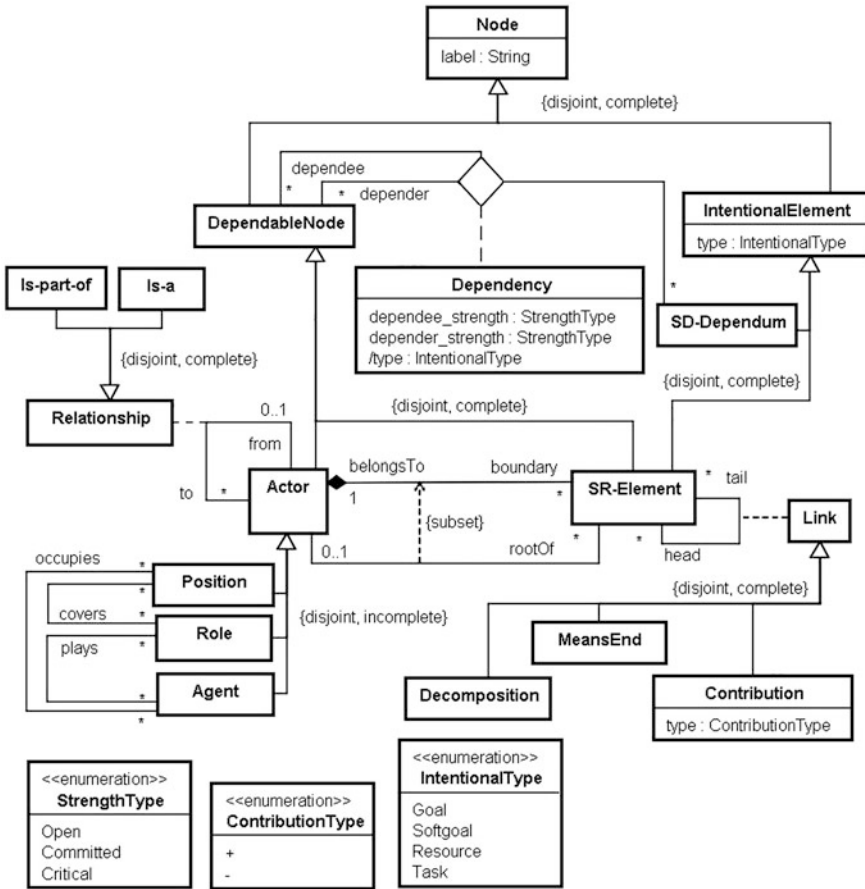 Node
label : String
{disjoint, complete}
dependee
*
* depender
DependableNode
IntentionalElement
type : IntentionalType
Dependency
dependee_strength : StrengthType
depender_strength : StrengthType
/type : IntentionalType
*
SD-Dependum
Is-part-of
Is-a
{disjoint, complete}
Relationship
{disjoint, complete}
{disjoint, complete}
0..1
from
to
*
Actor
belongsTo
1
boundary
*
SR-Element
* tail
*
head
Link
{subset}
0..1
rootOf
*
occupies
*
Position
*
covers
*
Role
plays
*
*
Agent
*
{disjoint, incomplete}
{disjoint, complete}
MeansEnd
Decomposition
Contribution
type : ContributionType
<<enumeration>>
StrengthType
Open
Committed
Critical
<<enumeration>>
ContributionType
+
-
<<enumeration>>
IntentionalType
Goal
Softgoal
Resource
Task